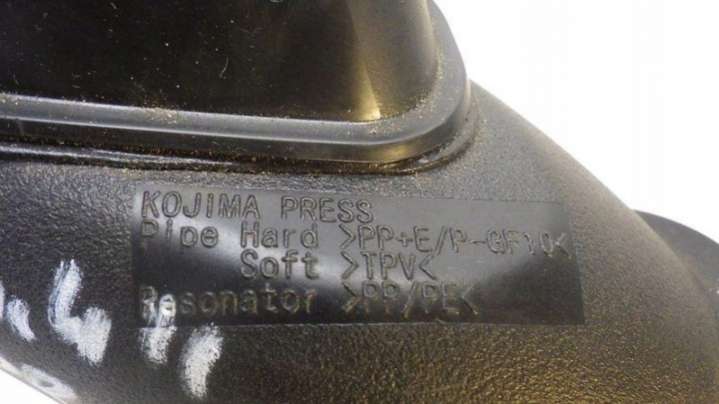 KOJIMA PRESS
Pipe Hard >PP+E/P-GF10<
Soft >TPV<
Resonator >PP/PE<